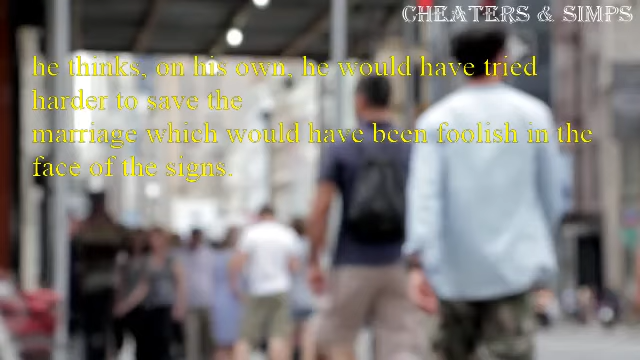 CHEATERS & SIMPS
he thinks, on his own, he would have tried
harder to save the
marriage which would have been foolish in the
face of the signs.